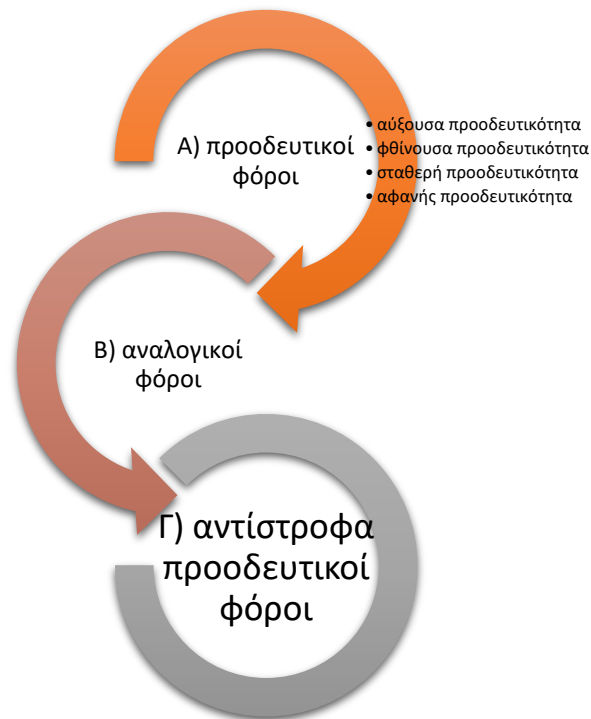 Α) προοδευτικοί
φόροι
• αύξουσα προοδευτικότητα
• φθίνουσα προοδευτικότητα
• σταθερή προοδευτικότητα
• αφανής προοδευτικότητα
Β) αναλογικοί
φόροι
Γ) αντίστροφα
προοδευτικοί
φόροι